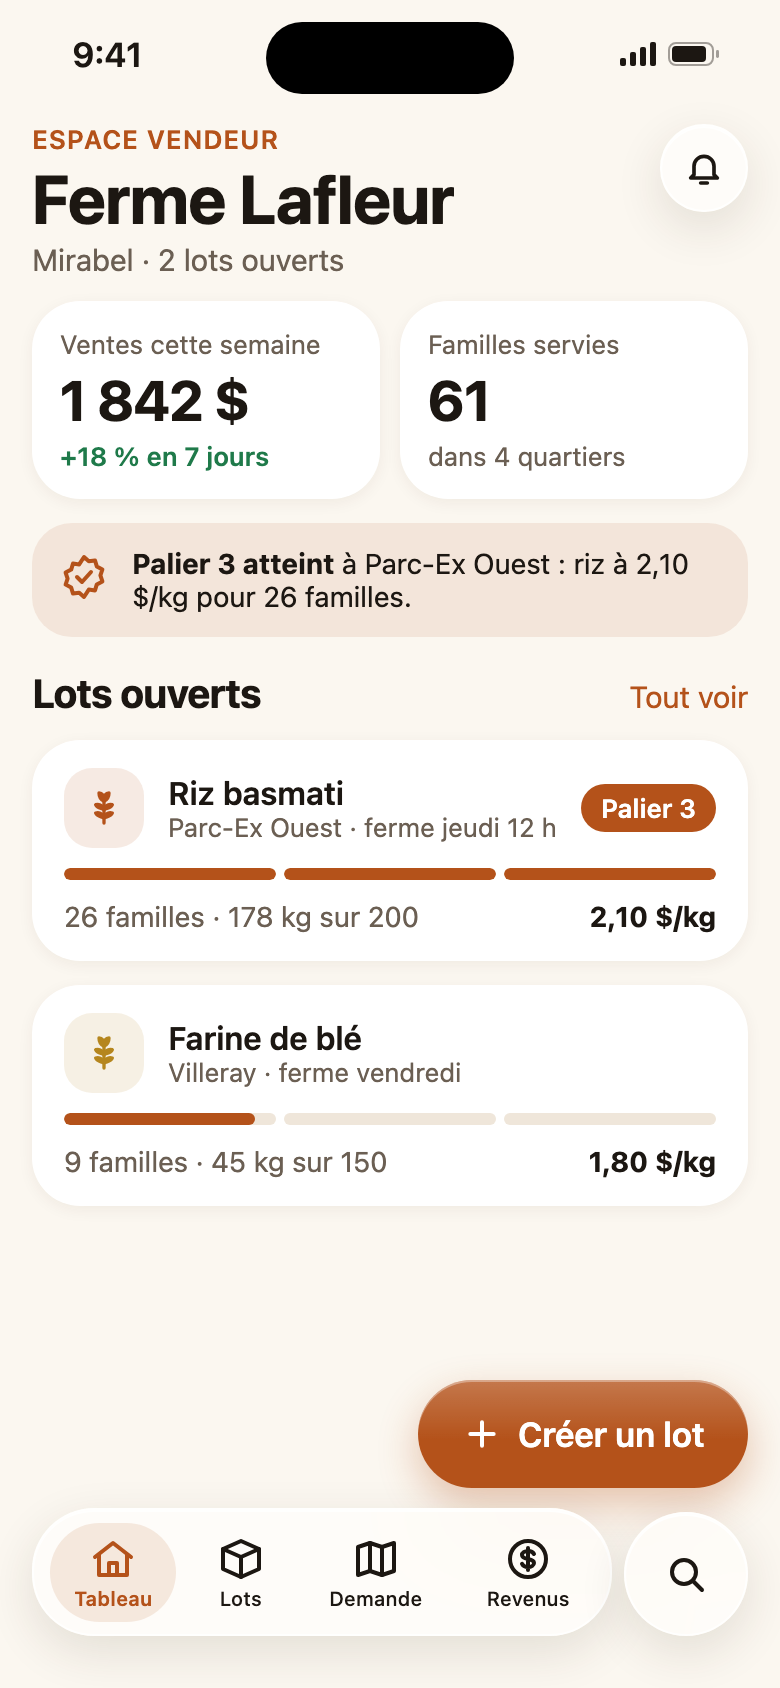 9:41
ESPACE VENDEUR
Ferme Lafleur
Mirabel · 2 lots ouverts
Ventes cette semaine
1 842 $
+18 % en 7 jours
Familles servies
61
dans 4 quartiers
Palier 3 atteint à Parc-Ex Ouest : riz à 2,10
$/kg pour 26 familles.
Lots ouverts
Tout voir
Riz basmati
Parc-Ex Ouest · ferme jeudi 12 h
Palier 3
26 familles · 178 kg sur 200
2,10 $/kg
Farine de blé
Villeray · ferme vendredi
9 familles · 45 kg sur 150
1,80 $/kg
+ Créer un lot
Tableau
Lots
Demande
Revenus